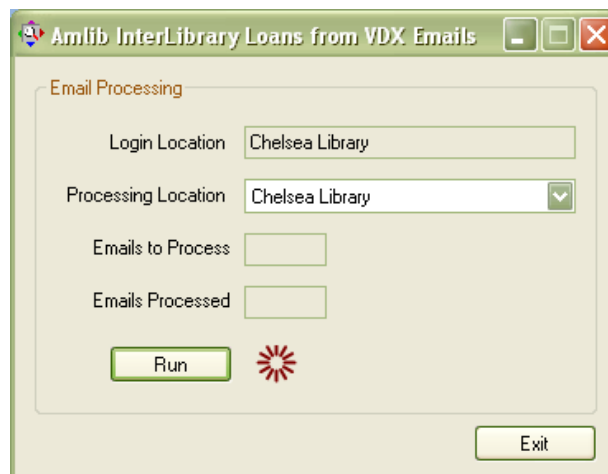 Amlib InterLibrary Loans from VDX Emails
Email Processing
Login Location Chelsea Library
Processing Location Chelsea Library
Emails to Process
Emails Processed
Run
Exit